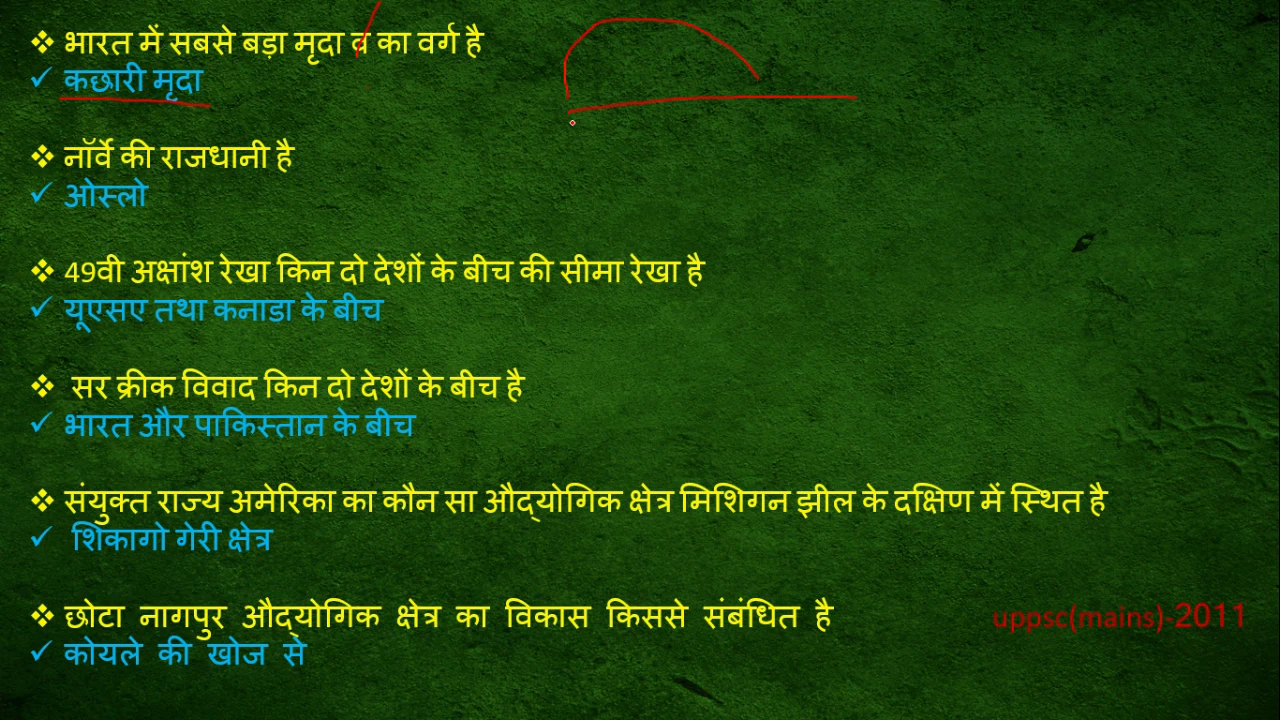 ❖ भारत में सबसे बड़ा मृदा व का वर्ग है
✓ कछारी मृदा
❖ नॉर्वे की राजधानी है
✓ ओस्लो
❖ 49वी अक्षांश रेखा किन दो देशों के बीच की सीमा रेखा है
✓ यूएसए तथा कनाडा के बीच
❖ सर क्रीक विवाद किन दो देशों के बीच है
✓ भारत और पाकिस्तान के बीच
❖ संयुक्त राज्य अमेरिका का कौन सा औद्योगिक क्षेत्र मिशिगन झील के दक्षिण में स्थित है
✓ शिकागो गेरी क्षेत्र
❖ छोटा नागपुर औद्योगिक क्षेत्र का विकास किससे संबंधित है uppsc(mains)-2011
✓ कोयले की खोज से